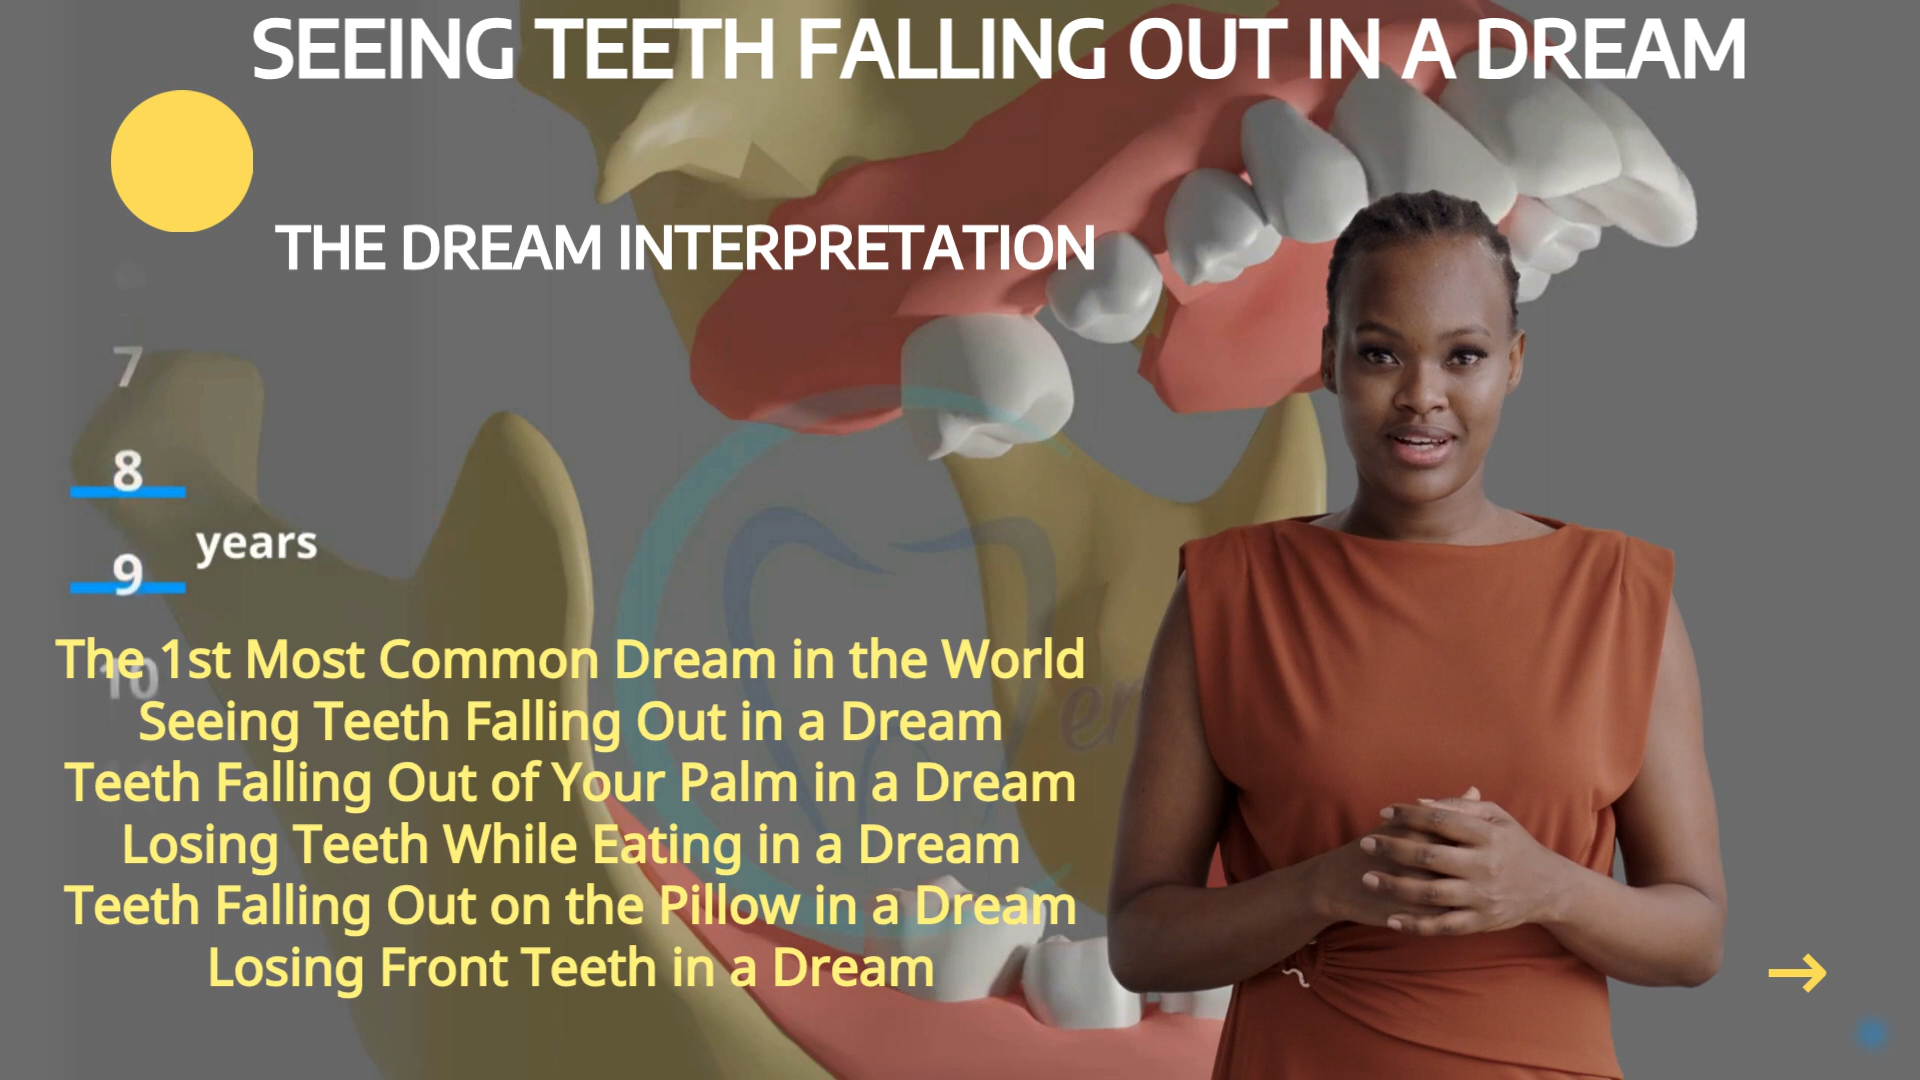 SEEING TEETH FALLING OUT IN A DREAM
THE DREAM INTERPRETATION
7
8
years
9
10
The 1st Most Common Dream in the World
Seeing Teeth Falling Out in a Dream
Teeth Falling Out of Your Palm in a Dream
Losing Teeth While Eating in a Dream
Teeth Falling Out on the Pillow in a Dream
Losing Front Teeth in a Dream